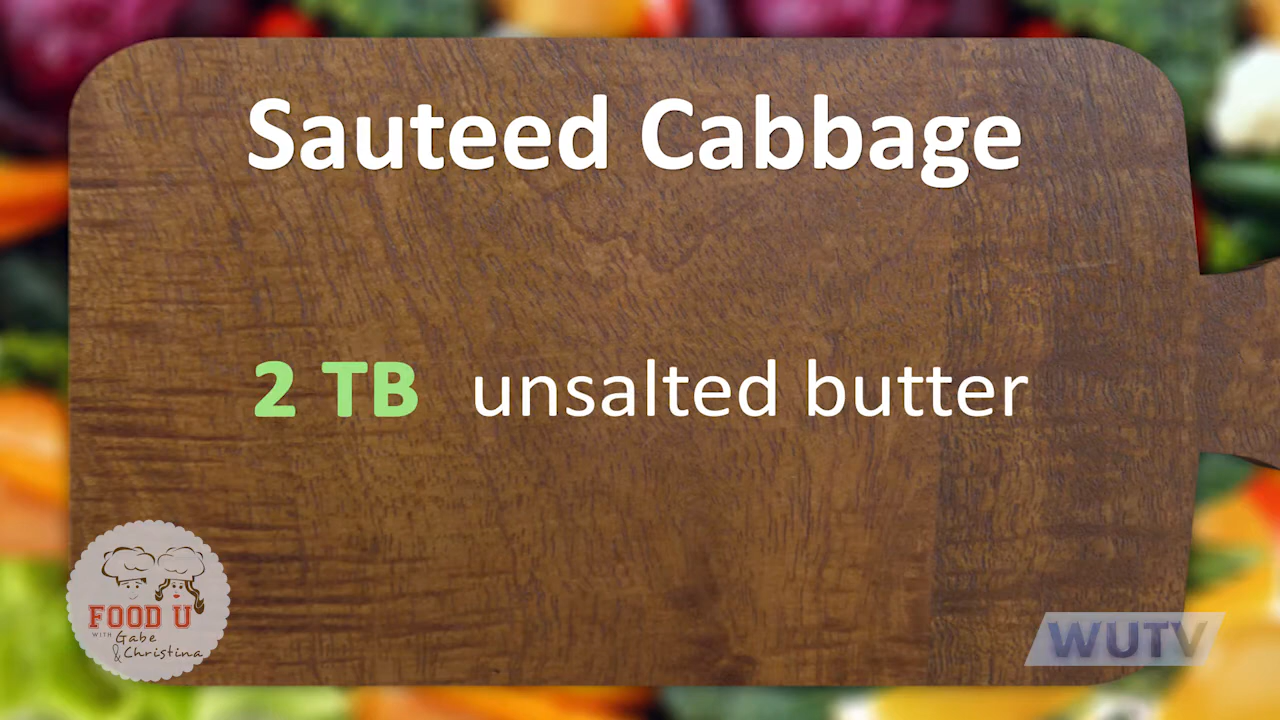 Sauteed Cabbage
2 TB unsalted butter
FOOD U
WITH Gabe
& Christina
WUTV